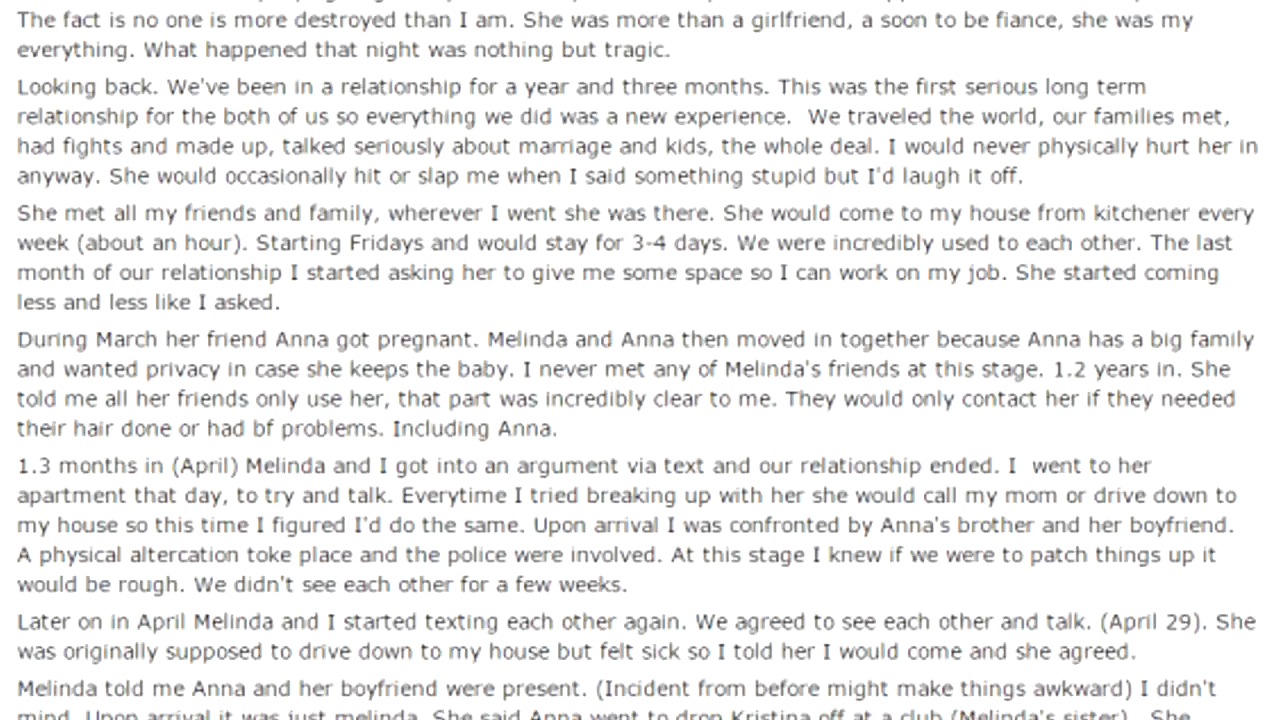 The fact is no one is more destroyed than I am. She was more than a girlfriend, a soon to be fiance, she was my
everything. What happened that night was nothing but tragic.
Looking back. We've been in a relationship for a year and three months. This was the first serious long term
relationship for the both of us so everything we did was a new experience.  We traveled the world, our families met,
had fights and made up, talked seriously about marriage and kids, the whole deal. I would never physically hurt her in
anyway. She would occasionally hit or slap me when I said something stupid but I'd laugh it off.
She met all my friends and family, wherever I went she was there. She would come to my house from kitchener every
week (about an hour). Starting Fridays and would stay for 3-4 days. We were incredibly used to each other. The last
month of our relationship I started asking her to give me some space so I can work on my job. She started coming
less and less like I asked.
During March her friend Anna got pregnant. Melinda and Anna then moved in together because Anna has a big family
and wanted privacy in case she keeps the baby. I never met any of Melinda's friends at this stage. 1.2 years in. She
told me all her friends only use her, that part was incredibly clear to me. They would only contact her if they needed
their hair done or had bf problems. Including Anna.
1.3 months in (April) Melinda and I got into an argument via text and our relationship ended. I  went to her
apartment that day, to try and talk. Everytime I tried breaking up with her she would call my mom or drive down to
my house so this time I figured I'd do the same. Upon arrival I was confronted by Anna's brother and her boyfriend.
A physical altercation toke place and the police were involved. At this stage I knew if we were to patch things up it
would be rough. We didn't see each other for a few weeks.
Later on in April Melinda and I started texting each other again. We agreed to see each other and talk. (April 29). She
was originally supposed to drive down to my house but felt sick so I told her I would come and she agreed.
Melinda told me Anna and her boyfriend were present. (Incident from before might make things awkward) I didn't
mind. Upon arrival it was just melinda. She said Anna went to drop Kristina off at a club (Melinda's sister).  She